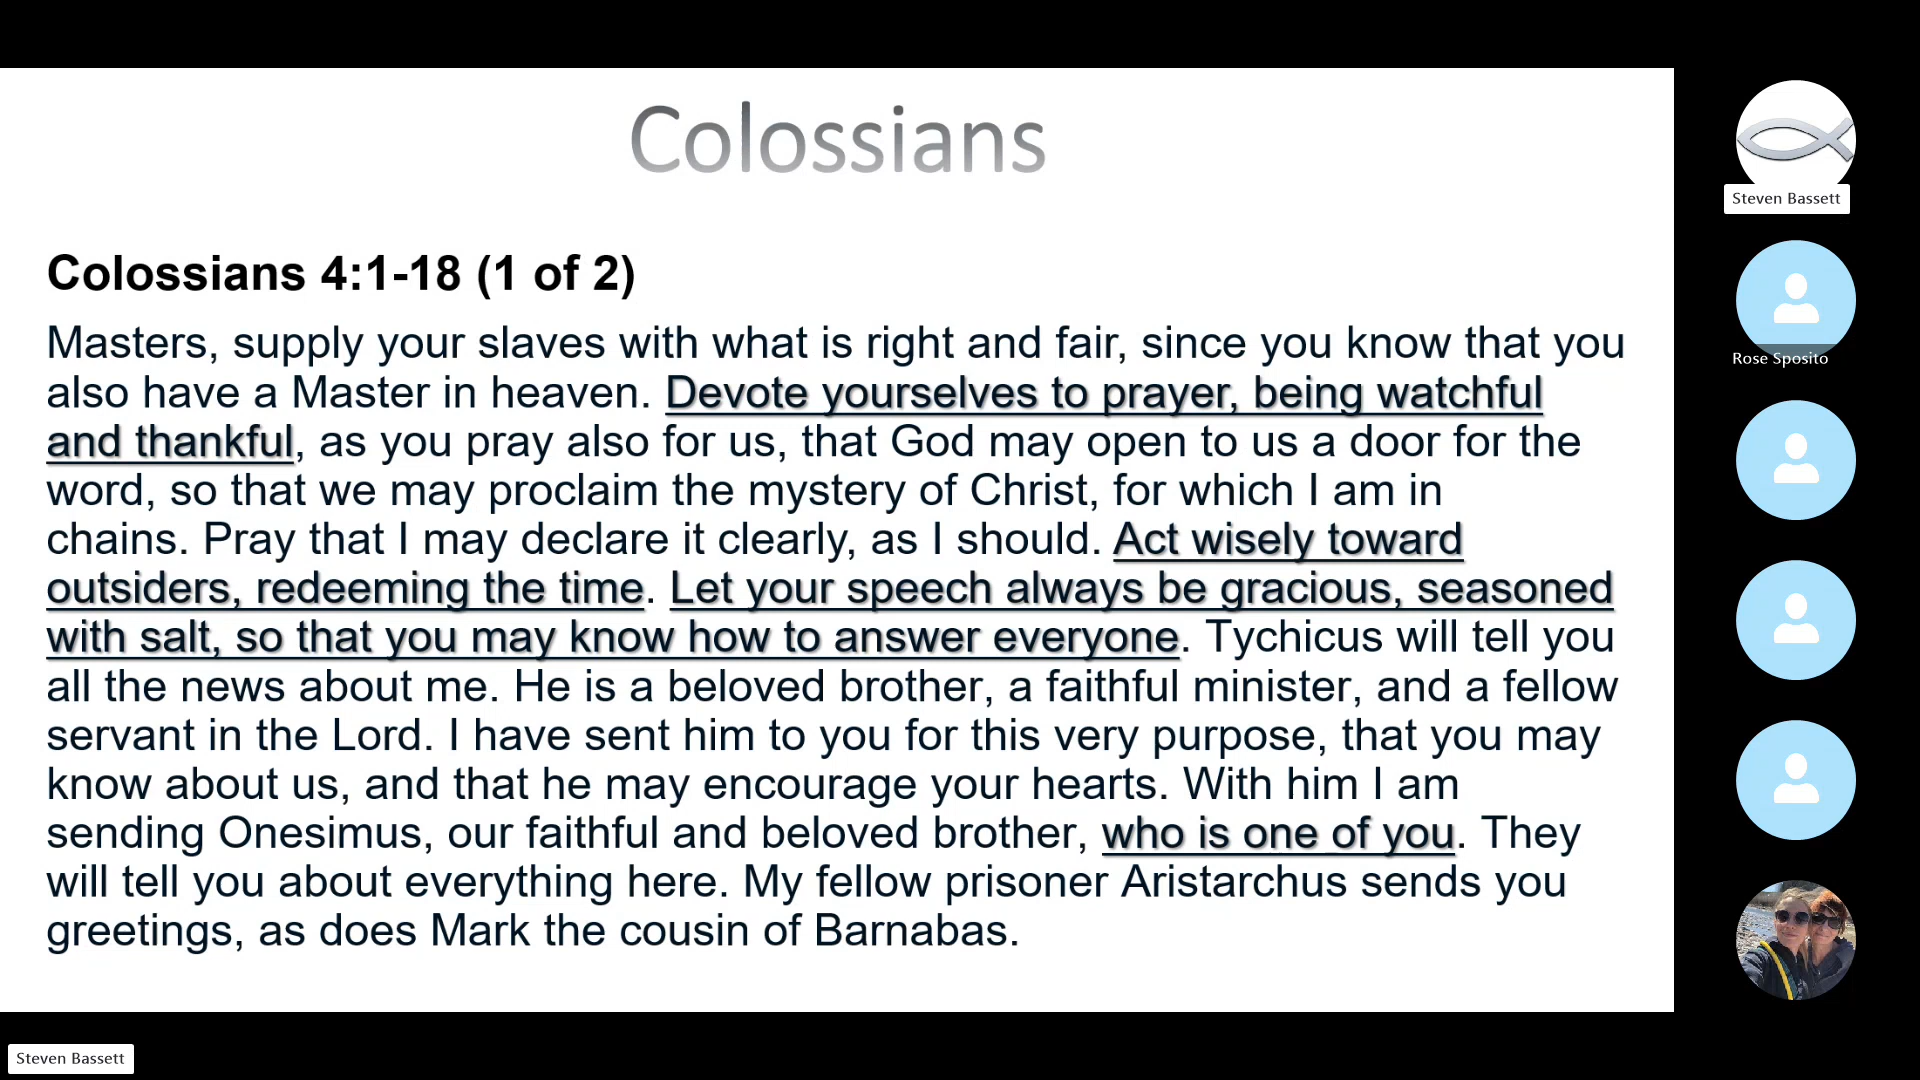 Colossians
Colossians 4:1-18 (1 of 2)
Masters, supply your slaves with what is right and fair, since you know that you
also have a Master in heaven. Devote yourselves to prayer, being watchful
and thankful, as you pray also for us, that God may open to us a door for the
word, so that we may proclaim the mystery of Christ, for which I am in
chains. Pray that I may declare it clearly, as I should. Act wisely toward
outsiders, redeeming the time. Let your speech always be gracious, seasoned
with salt, so that you may know how to answer everyone. Tychicus will tell you
all the news about me. He is a beloved brother, a faithful minister, and a fellow
servant in the Lord. I have sent him to you for this very purpose, that you may
know about us, and that he may encourage your hearts. With him I am
sending Onesimus, our faithful and beloved brother, who is one of you. They
will tell you about everything here. My fellow prisoner Aristarchus sends you
greetings, as does Mark the cousin of Barnabas.
Steven Bassett
Rose Sposito
Steven Bassett